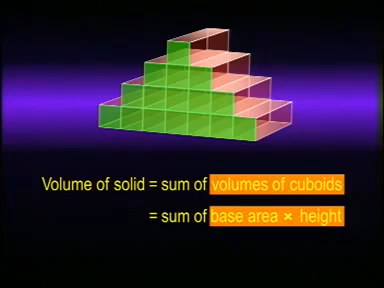 Volume of solid = sum of volumes of cuboids
= sum of base area × height